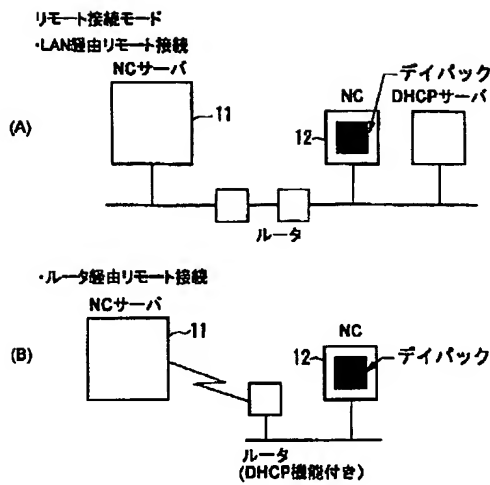 リモート接続モード
・LAN経由リモート接続
NCサーバ
11
(A)
NC
デイパック
DHCPサーバ
12
ルータ
・ルータ経由リモート接続
NCサーバ
11
(B)
NC
12
デイパック
ルータ
(DHCP機能付き)